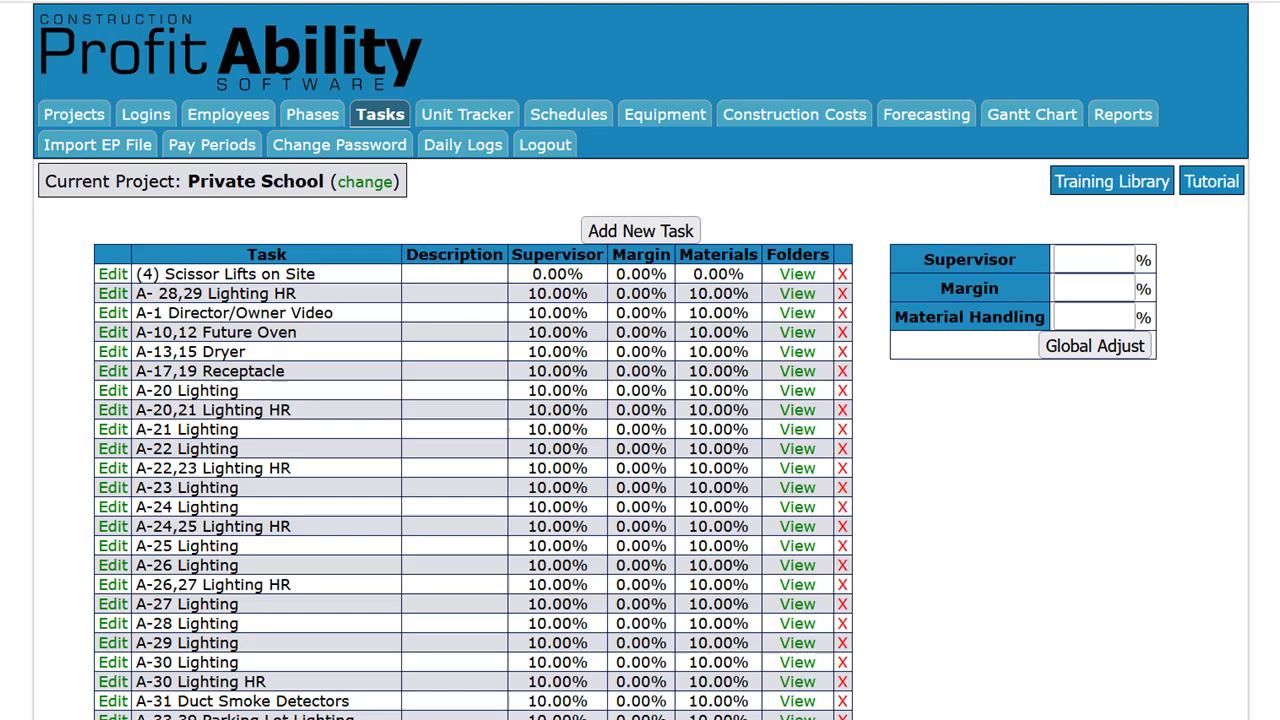 CONSTRUCTION
Profit Ability
SOFTWARE
Projects Logins Employees Phases Tasks Unit Tracker Schedules Equipment Construction Costs Forecasting Gantt Chart Reports
Import EP File Pay Periods Change Password Daily Logs Logout
Current Project: Private School (change) Training Library Tutorial
Add New Task
Task Description Supervisor Margin Materials Folders
Edit (4) Scissor Lifts on Site 0.00% 0.00% 0.00% View X
Edit A- 28,29 Lighting HR 10.00% 0.00% 10.00% View X
Edit A-1 Director/Owner Video 10.00% 0.00% 10.00% View X
Edit A-10,12 Future Oven 10.00% 0.00% 10.00% View X
Edit A-13,15 Dryer 10.00% 0.00% 10.00% View X
Edit A-17,19 Receptacle 10.00% 0.00% 10.00% View X
Edit A-20 Lighting 10.00% 0.00% 10.00% View X
Edit A-20,21 Lighting HR 10.00% 0.00% 10.00% View X
Edit A-21 Lighting 10.00% 0.00% 10.00% View X
Edit A-22 Lighting 10.00% 0.00% 10.00% View X
Edit A-22,23 Lighting HR 10.00% 0.00% 10.00% View X
Edit A-23 Lighting 10.00% 0.00% 10.00% View X
Edit A-24 Lighting 10.00% 0.00% 10.00% View X
Edit A-24,25 Lighting HR 10.00% 0.00% 10.00% View X
Edit A-25 Lighting 10.00% 0.00% 10.00% View X
Edit A-26 Lighting 10.00% 0.00% 10.00% View X
Edit A-26,27 Lighting HR 10.00% 0.00% 10.00% View X
Edit A-27 Lighting 10.00% 0.00% 10.00% View X
Edit A-28 Lighting 10.00% 0.00% 10.00% View X
Edit A-29 Lighting 10.00% 0.00% 10.00% View X
Edit A-30 Lighting 10.00% 0.00% 10.00% View X
Edit A-30 Lighting HR 10.00% 0.00% 10.00% View X
Edit A-31 Duct Smoke Detectors 10.00% 0.00% 10.00% View X
Supervisor %
Margin %
Material Handling %
Global Adjust